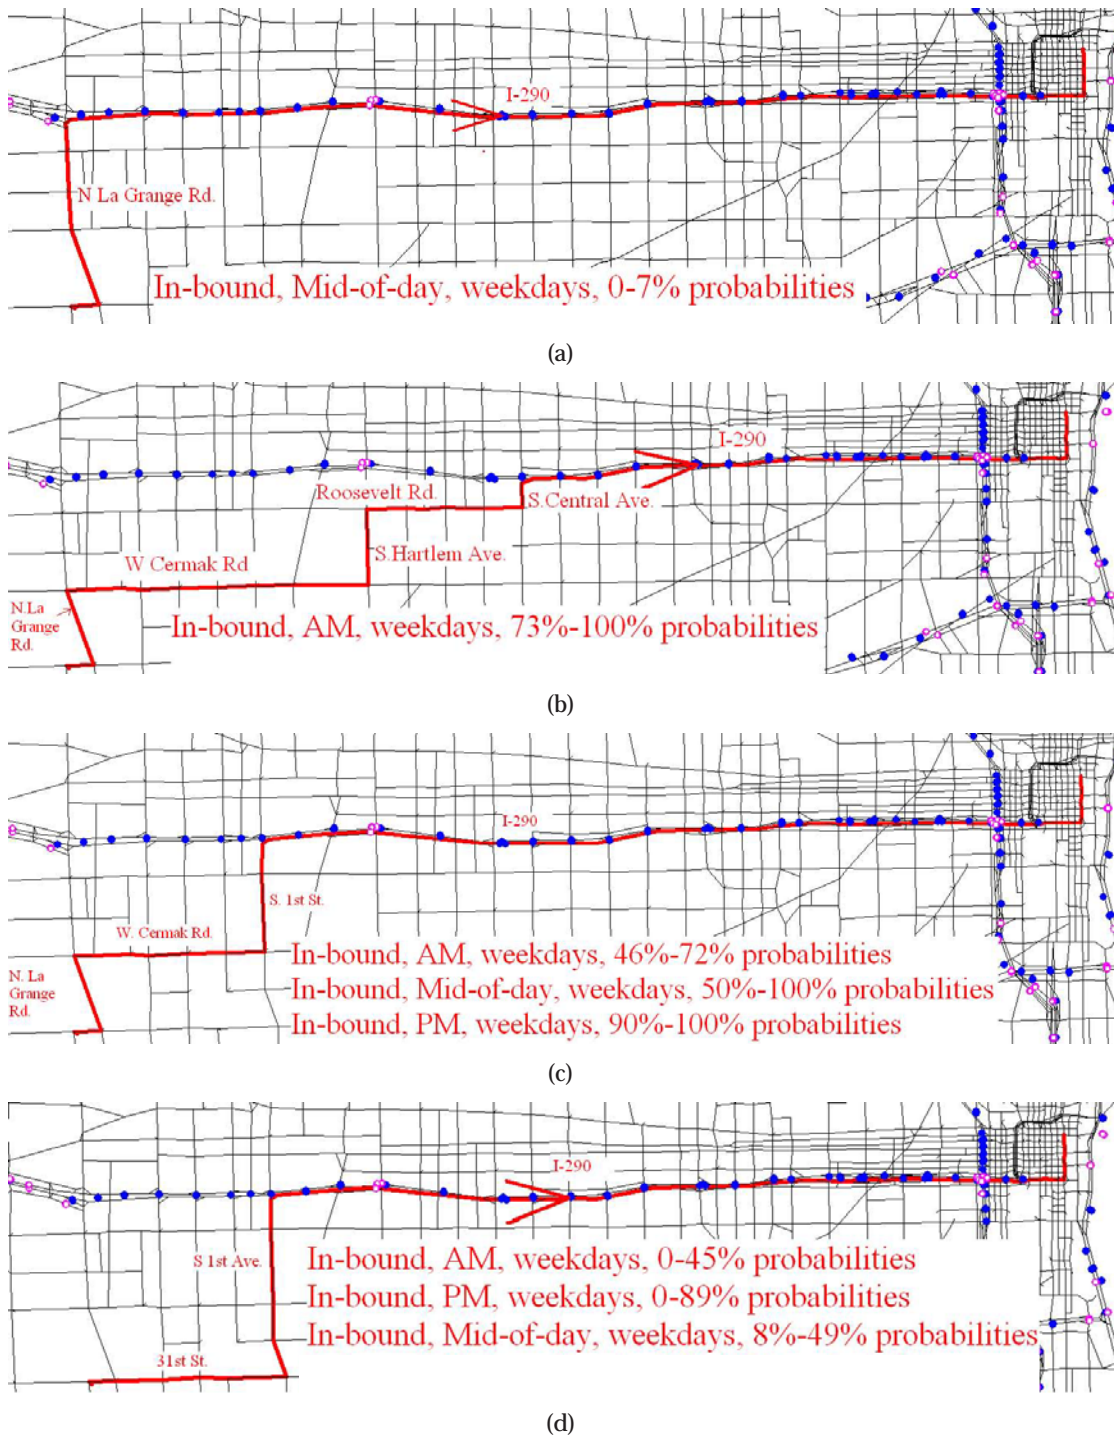 I-290
N La Grange Rd.
In-bound, Mid-of-day, weekdays, 0-7% probabilities
(a)
I-290
Roosevelt Rd.
S.Central Ave.
W Cermak Rd
S.Hartlem Ave.
N.La
Grange
Rd.
In-bound, AM, weekdays, 73%-100% probabilities
(b)
I-290
S. 1st St.
W. Cermak Rd.
N. La
Grange
Rd.
In-bound, AM, weekdays, 46%-72% probabilities
In-bound, Mid-of-day, weekdays, 50%-100% probabilities
In-bound, PM, weekdays, 90%-100% probabilities
(c)
I-290
S 1st Ave.
In-bound, AM, weekdays, 0-45% probabilities
In-bound, PM, weekdays, 0-89% probabilities
In-bound, Mid-of-day, weekdays, 8%-49% probabilities
31st St.
(d)